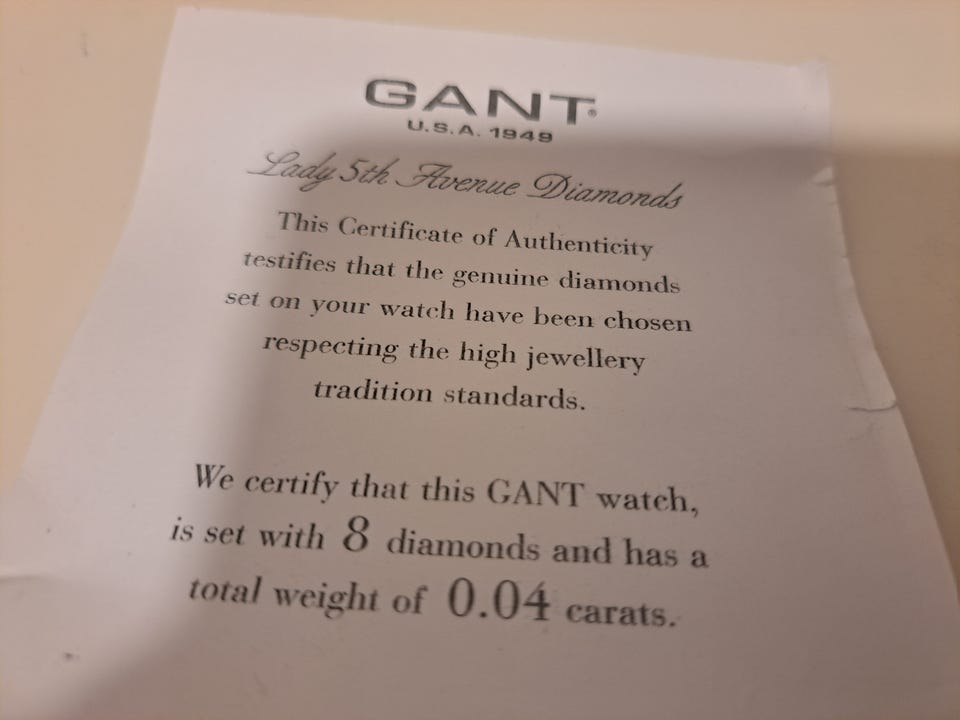 GANT®
U.S.A. 1949
Lady 5th Avenue Diamonds
This Certificate of Authenticity
testifies that the genuine diamonds
set on your watch have been chosen
respecting the high jewellery
tradition standards.
We certify that this GANT watch,
is set with 8 diamonds and has a
total weight of 0.04 carats.